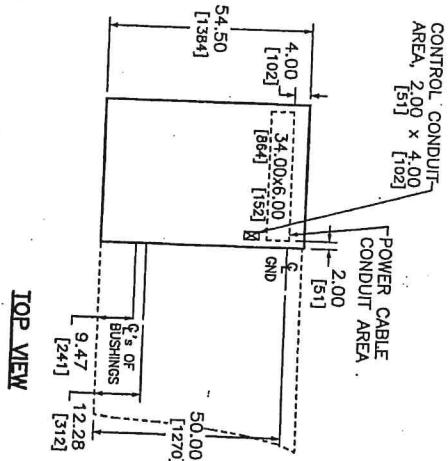 CONTROL CONDUIT
AREA, 2.00 x 4.00
[51] [102]
54.50
[1384]
4.00
[102]
34.00x6.00
[864] [152]
POWER CABLE
CONDUIT AREA
2.00
[51]
℄
GND
℄'s OF
BUSHINGS
9.47
[241]
12.28
[312]
50.00
[1270]
TOP VIEW